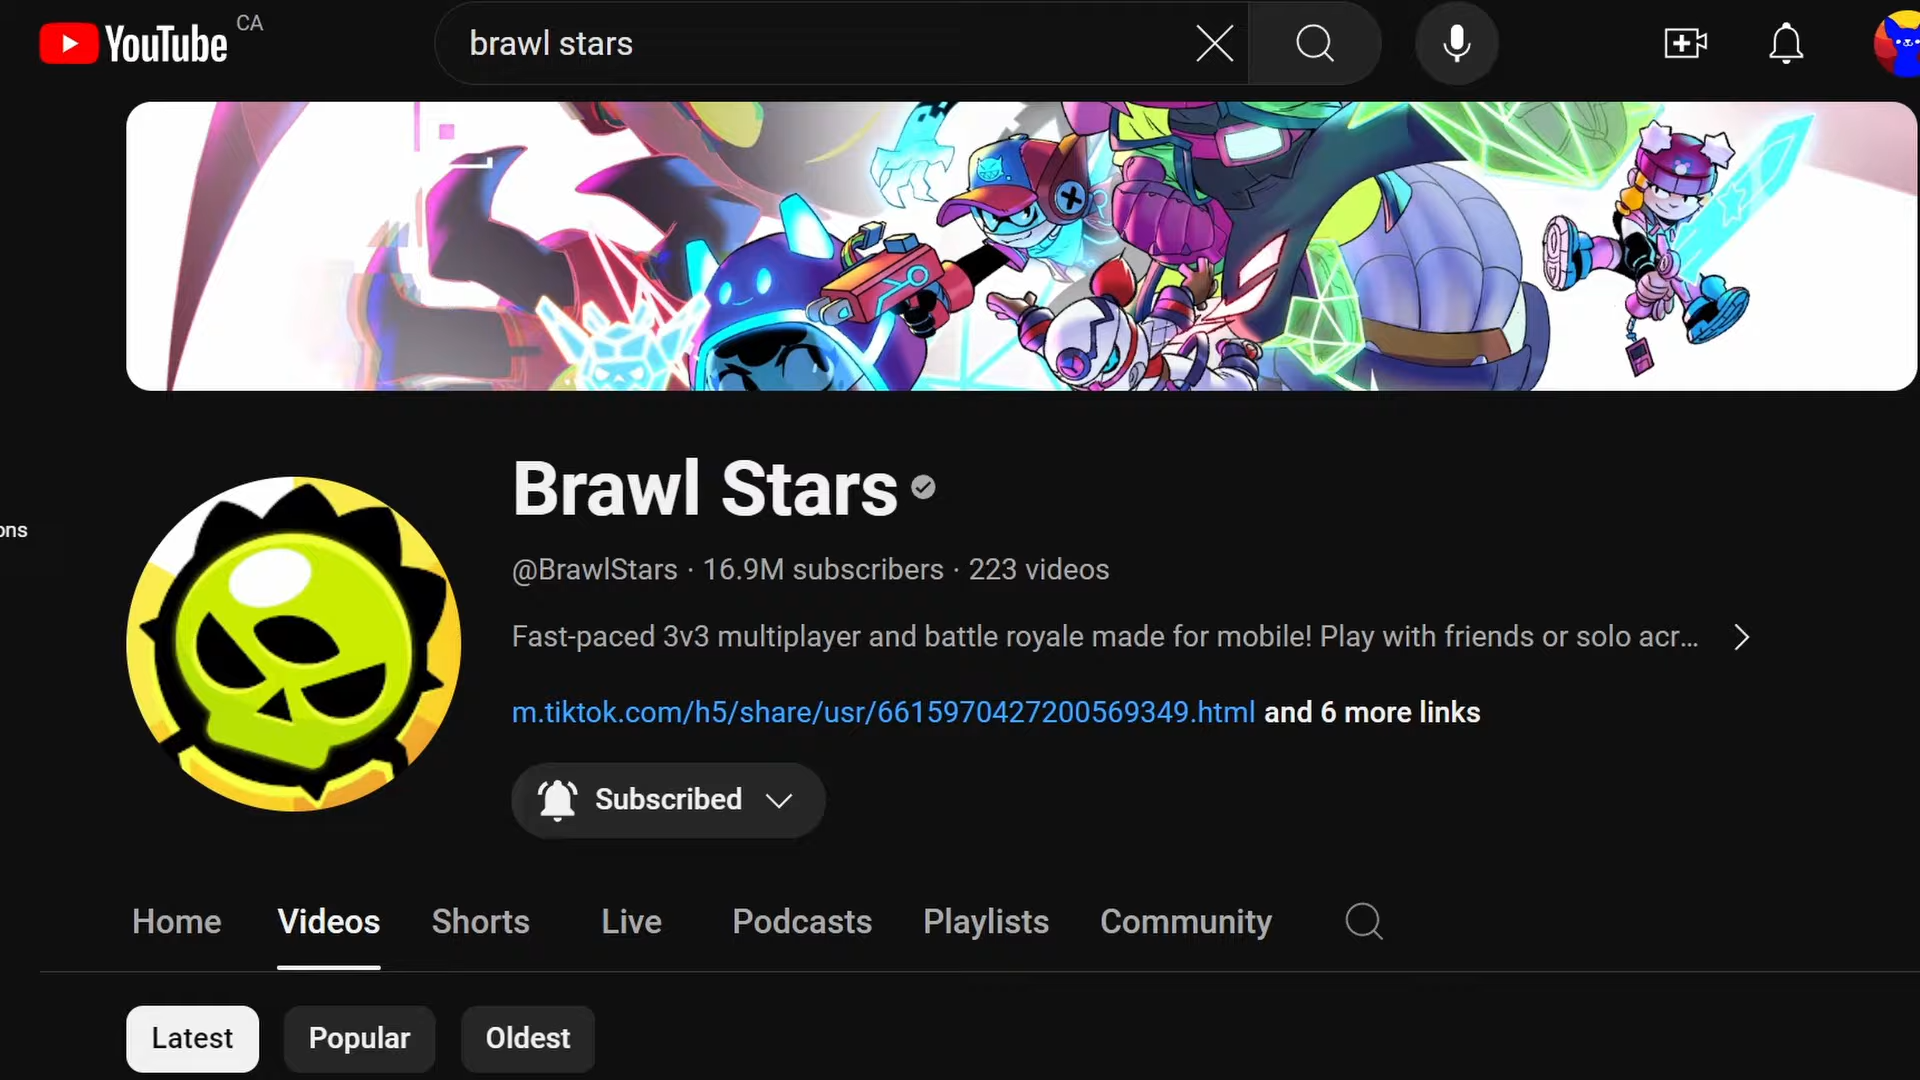 YouTube CA
brawl stars
ons
Brawl Stars
@BrawlStars · 16.9M subscribers · 223 videos
Fast-paced 3v3 multiplayer and battle royale made for mobile! Play with friends or solo acr...
m.tiktok.com/h5/share/usr/6615970427200569349.html and 6 more links
Subscribed
Home Videos Shorts Live Podcasts Playlists Community
Latest Popular Oldest